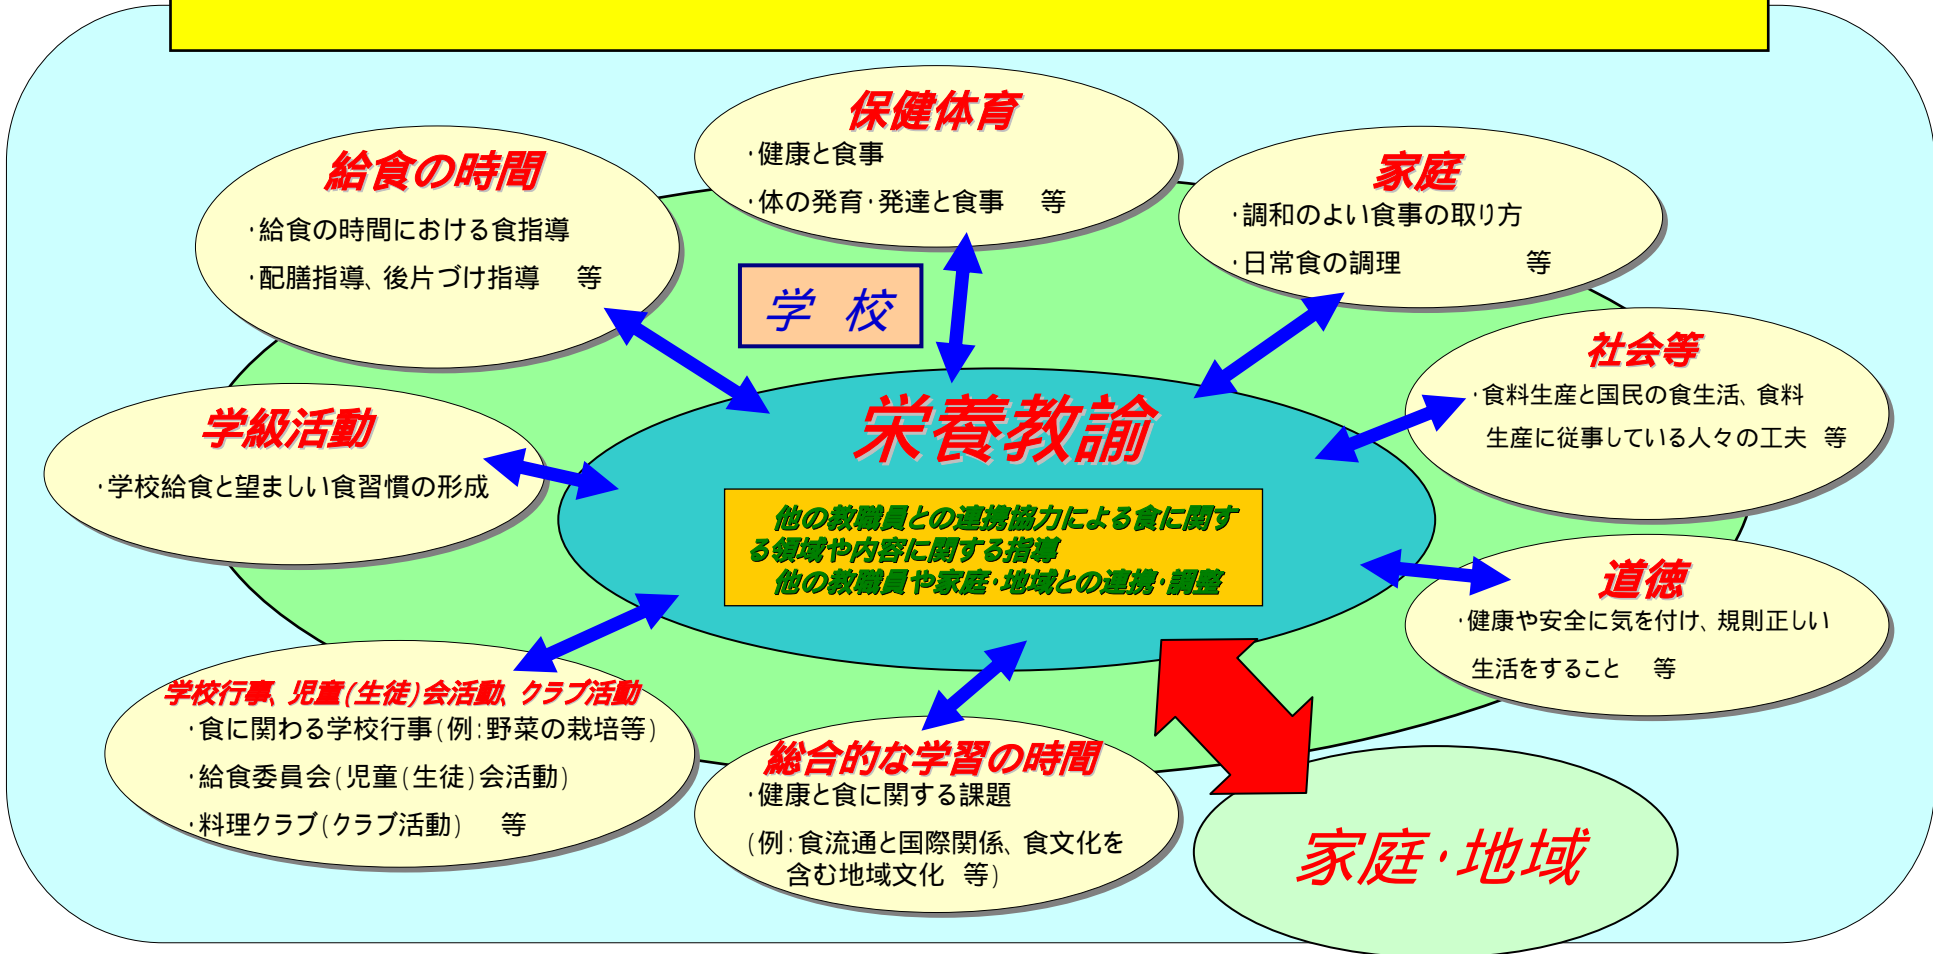 保健体育
・健康と食事
・体の発育・発達と食事 等
給食の時間
・給食の時間における食指導
・配膳指導、後片づけ指導 等
家庭
・調和のよい食事の取り方
・日常食の調理 等
学 校
社会等
・食料生産と国民の食生活、食料
生産に従事している人々の工夫 等
学級活動
・学校給食と望ましい食習慣の形成
栄養教諭
他の教職員との連携協力による食に関す
る領域や内容に関する指導
他の教職員や家庭・地域との連携・調整
道徳
・健康や安全に気を付け、規則正しい
生活をすること 等
学校行事、児童(生徒)会活動、クラブ活動
・食に関わる学校行事(例:野菜の栽培等)
・給食委員会(児童(生徒)会活動)
・料理クラブ(クラブ活動) 等
総合的な学習の時間
・健康と食に関する課題
(例:食流通と国際関係、食文化を
含む地域文化 等)
家庭・地域